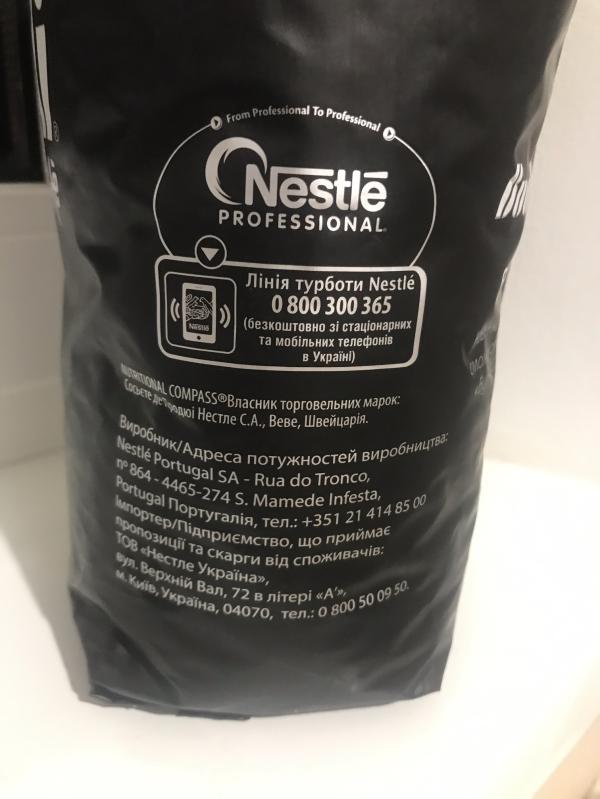 From Professional To Professional
Nestlé
PROFESSIONAL
Лінія турботи Nestlé
0 800 300 365
(безкоштовно зі стаціонарних
та мобільних телефонів
в Україні)
Nestlé
NUTRITIONAL COMPASS®Власник торговельних марок:
Сосьєте де Продюї Нестле С.А., Веве, Швейцарія.
Виробник/Адреса потужностей виробництва:
Nestlé Portugal SA - Rua do Tronco,
nº 864 - 4465-274 S. Mamede Infesta,
Portugal Португалія, тел.: +351 21 414 85 00
Імпортер/Підприємство, що приймає
пропозиції та скарги від споживачів:
ТОВ «Нестле Україна»,
вул. Верхній Вал, 72 в літері «А’»,
м. Київ, Україна, 04070, тел.: 0 800 50 09 50.